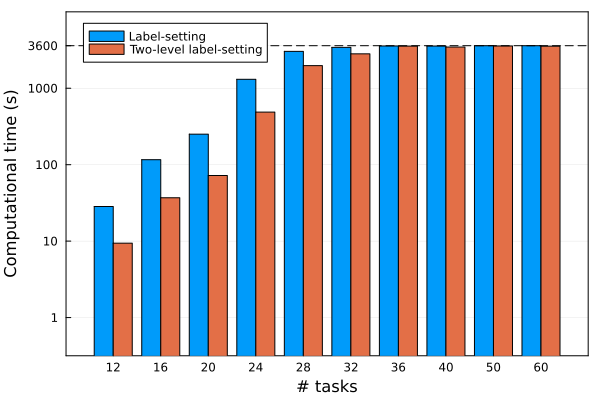 Label-setting
Two-level label-setting
Computational time (s)
3600
1000
100
10
1
12 16 20 24 28 32 36 40 50 60
# tasks